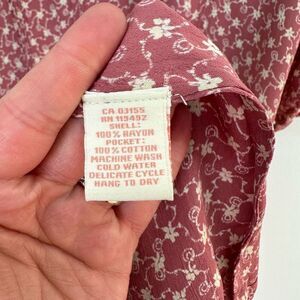 CA 03155
RN 119492
SHELL:
100% RAYON
POCKET:
100% COTTON
MACHINE WASH
COLD WATER
DELICATE CYCLE
HANG TO DRY